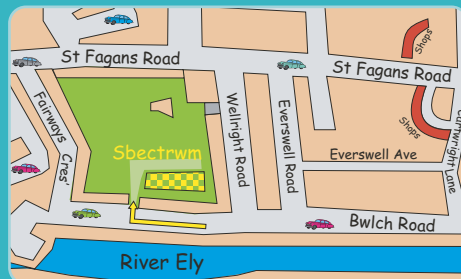 St Fagans Road
St Fagans Road
Shops
Shops
Fairways Cres'
Wellright Road
Everswell Road
Everswell Ave
Cartwright Lane
Sbectrwm
Bwlch Road
River Ely